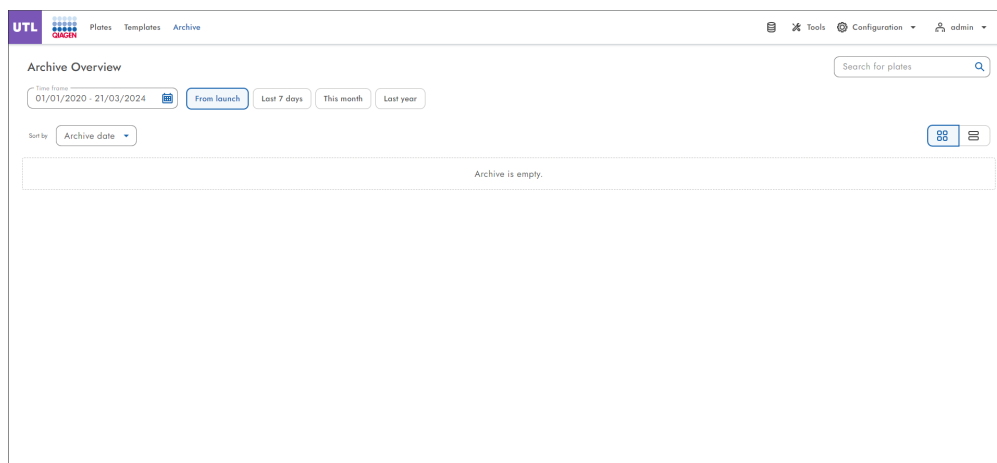 UTL QIAGEN Plates Templates Archive Tools Configuration admin
Archive Overview Search for plates
Time frame
01/01/2020 - 21/03/2024 From launch Last 7 days This month Last year
Sort by Archive date
Archive is empty.